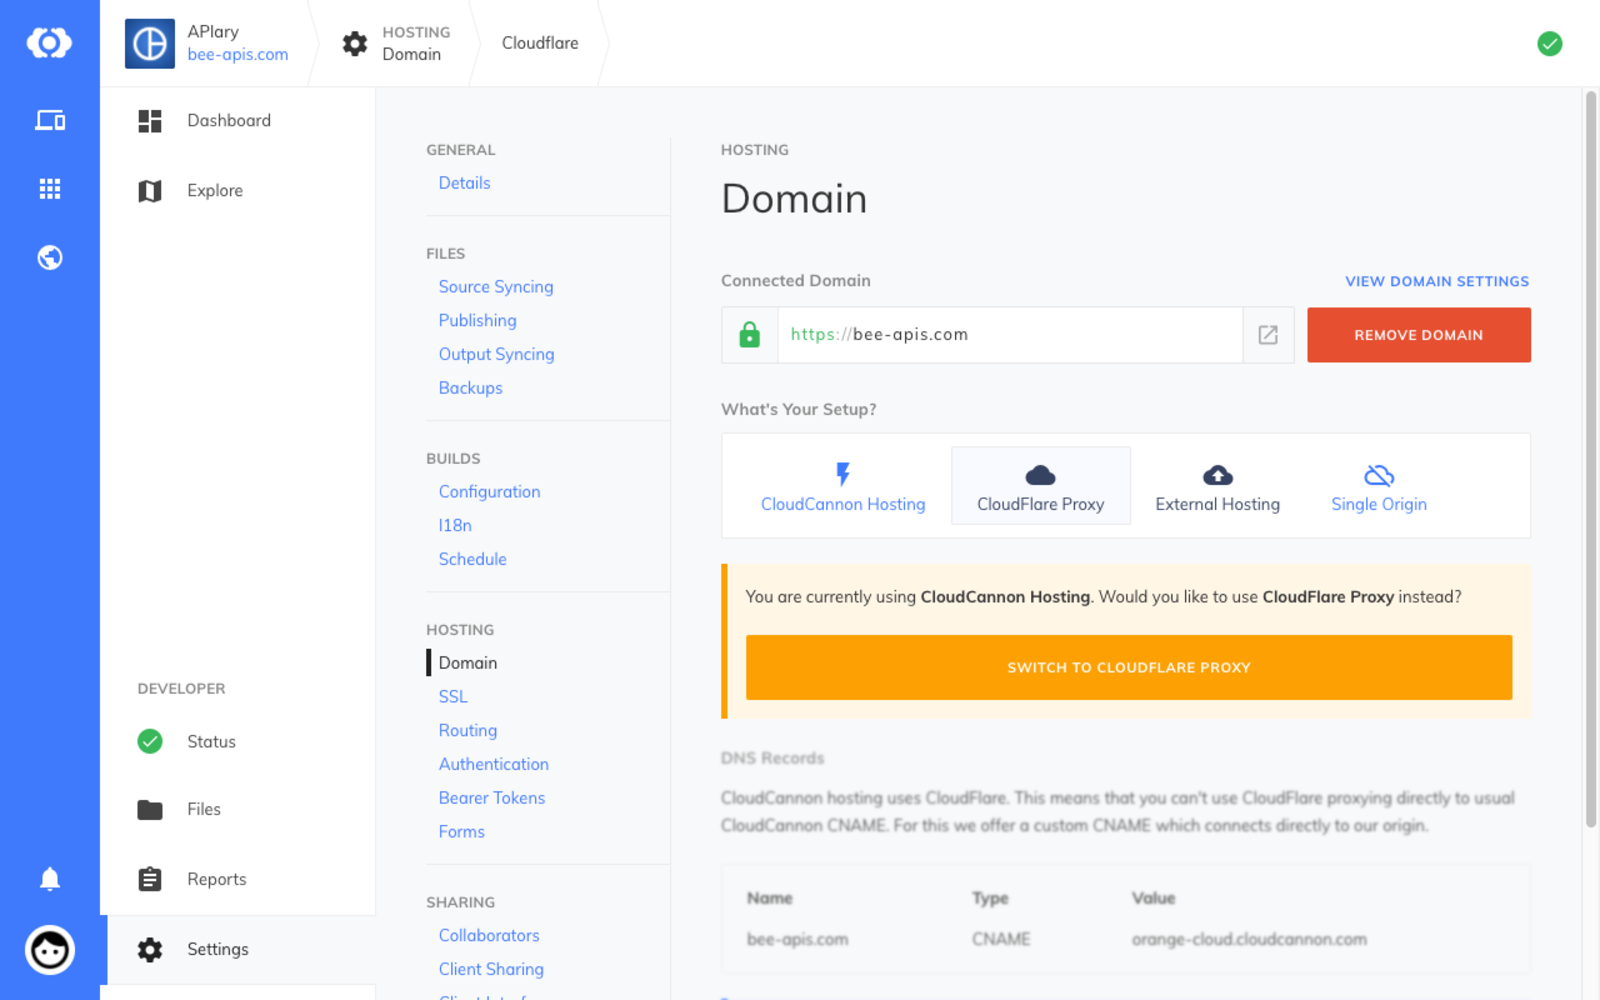 APlary
bee-apis.com
HOSTING
Domain
Cloudflare
Dashboard
Explore
DEVELOPER
Status
Files
Reports
Settings
GENERAL
Details
FILES
Source Syncing
Publishing
Output Syncing
Backups
BUILDS
Configuration
I18n
Schedule
HOSTING
Domain
SSL
Routing
Authentication
Bearer Tokens
Forms
SHARING
Collaborators
Client Sharing
HOSTING
Domain
Connected Domain
VIEW DOMAIN SETTINGS
https://bee-apis.com
REMOVE DOMAIN
What's Your Setup?
CloudCannon Hosting
CloudFlare Proxy
External Hosting
Single Origin
You are currently using CloudCannon Hosting. Would you like to use CloudFlare Proxy instead?
SWITCH TO CLOUDFLARE PROXY
DNS Records
CloudCannon hosting uses CloudFlare. This means that you can't use CloudFlare proxying directly to usual
CloudCannon CNAME. For this we offer a custom CNAME which connects directly to our origin.
Name Type Value
bee-apis.com CNAME orange-cloud.cloudcannon.com